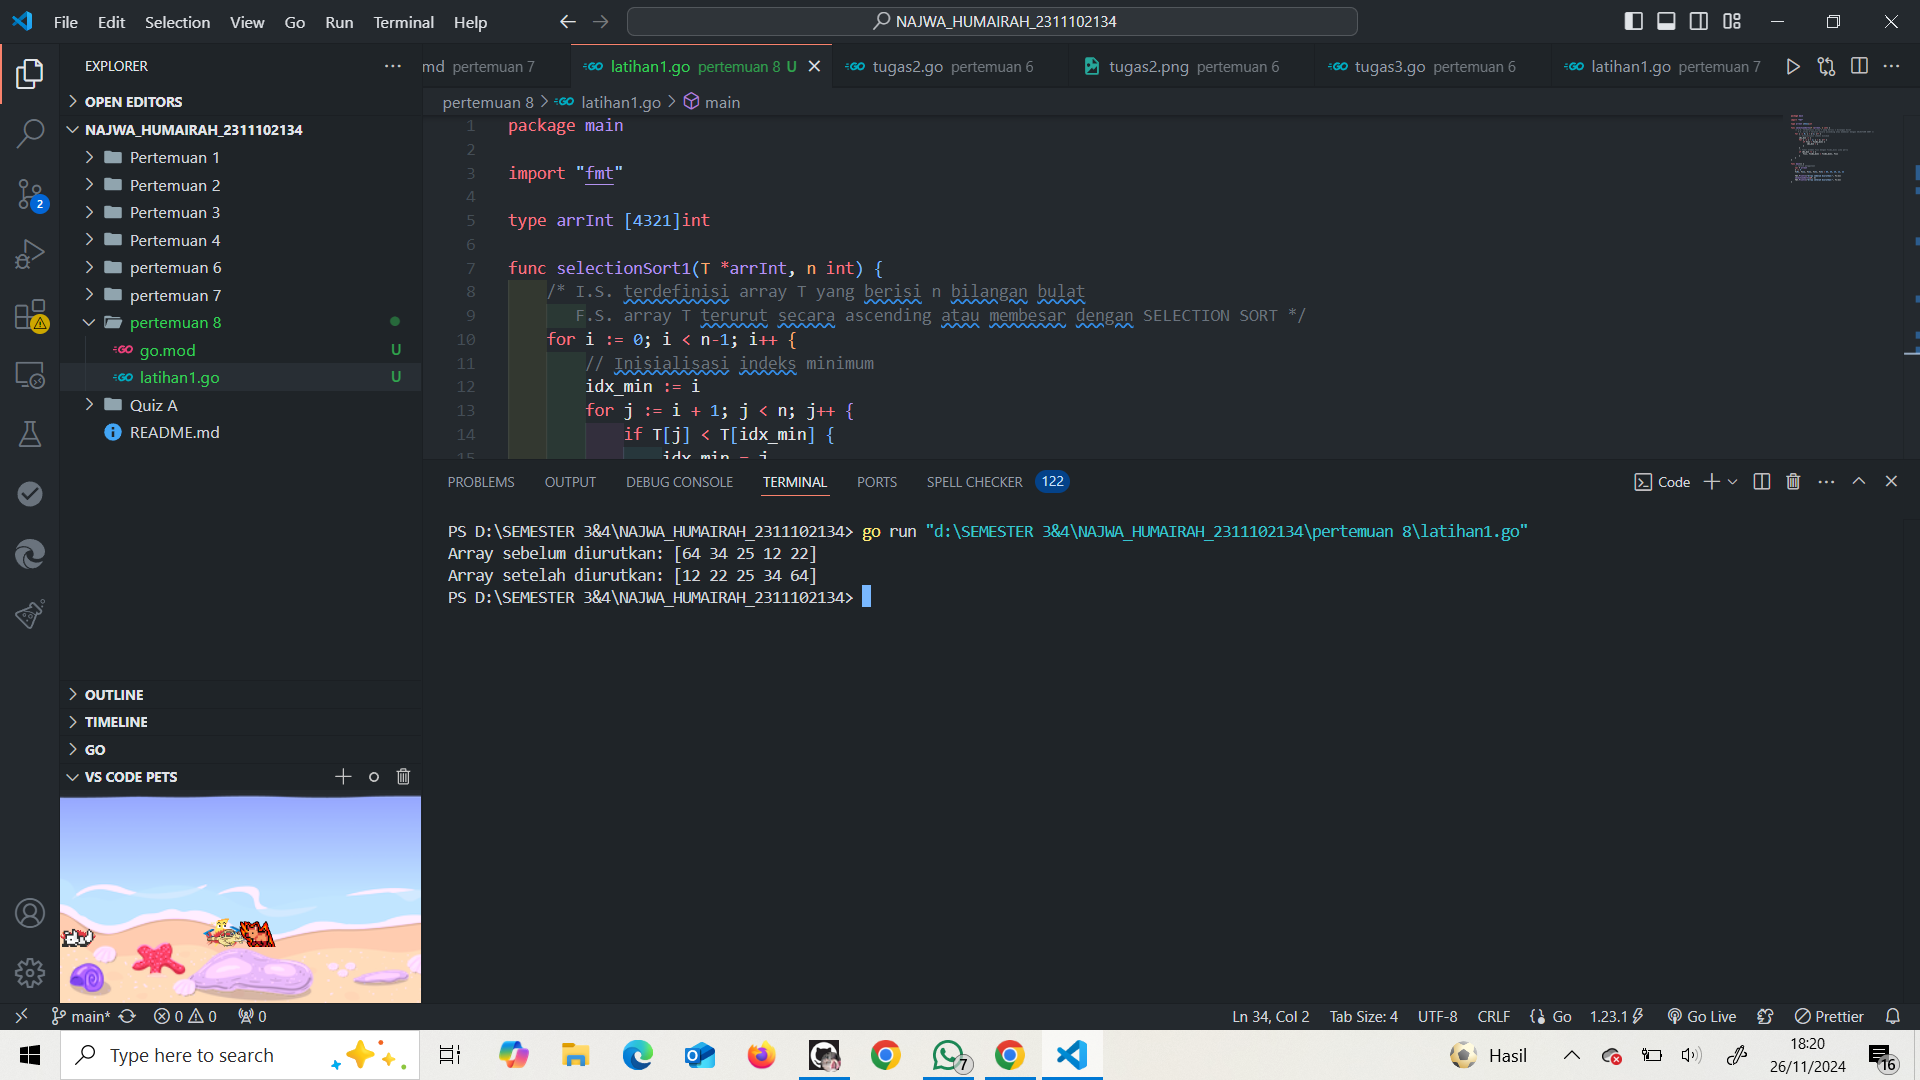 File Edit Selection View Go Run Terminal Help
NAJWA_HUMAIRAH_2311102134
EXPLORER
OPEN EDITORS
NAJWA_HUMAIRAH_2311102134
Pertemuan 1
Pertemuan 2
Pertemuan 3
Pertemuan 4
pertemuan 6
pertemuan 7
pertemuan 8
go.mod U
latihan1.go U
Quiz A
README.md
OUTLINE
TIMELINE
GO
VS CODE PETS
2
md pertemuan 7 latihan1.go pertemuan 8 U tugas2.go pertemuan 6 tugas2.png pertemuan 6 tugas3.go pertemuan 6 latihan1.go pertemuan 7
pertemuan 8 > latihan1.go > main
1 package main
2
3 import "fmt"
4
5 type arrInt [4321]int
6
7 func selectionSort1(T *arrInt, n int) {
8 /* I.S. terdefinisi array T yang berisi n bilangan bulat
9 F.S. array T terurut secara ascending atau membesar dengan SELECTION SORT */
10 for i := 0; i < n-1; i++ {
11 // Inisialisasi indeks minimum
12 idx_min := i
13 for j := i + 1; j < n; j++ {
14 if T[j] < T[idx_min] {
15 idx_min = j
PROBLEMS OUTPUT DEBUG CONSOLE TERMINAL PORTS SPELL CHECKER 122 Code
PS D:\SEMESTER 3&4\NAJWA_HUMAIRAH_2311102134> go run "d:\SEMESTER 3&4\NAJWA_HUMAIRAH_2311102134\pertemuan 8\latihan1.go"
Array sebelum diurutkan: [64 34 25 12 22]
Array setelah diurutkan: [12 22 25 34 64]
PS D:\SEMESTER 3&4\NAJWA_HUMAIRAH_2311102134>
main* 0 0 0 Ln 34, Col 2 Tab Size: 4 UTF-8 CRLF Go 1.23.1 Go Live Prettier
Type here to search 7 Hasil 18:20
26/11/2024 16